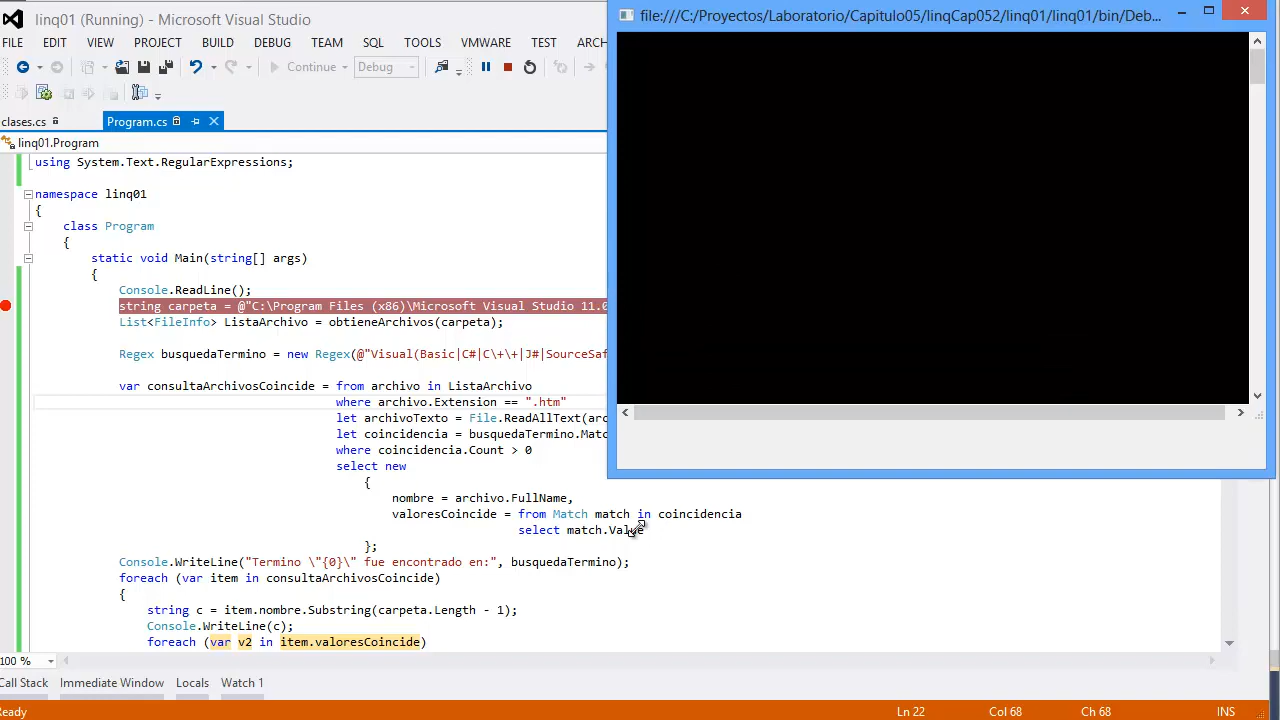 linq01 (Running) - Microsoft Visual Studio
file:///C:/Proyectos/Laboratorio/Capitulo05/linqCap052/linq01/linq01/bin/Deb...
FILE EDIT VIEW PROJECT BUILD DEBUG TEAM SQL TOOLS VMWARE TEST ARCH
Continue Debug
clases.cs Program.cs
linq01.Program
using System.Text.RegularExpressions;
namespace linq01
{
class Program
{
static void Main(string[] args)
{
Console.ReadLine();
string carpeta = @"C:\Program Files (x86)\Microsoft Visual Studio 11.0
List<FileInfo> ListaArchivo = obtieneArchivos(carpeta);
Regex busquedaTermino = new Regex(@"Visual(Basic|C#|C\+\+|J#|SourceSaf
var consultaArchivosCoincide = from archivo in ListaArchivo
where archivo.Extension == ".htm"
let archivoTexto = File.ReadAllText(arc
let coincidencia = busquedaTermino.Matc
where coincidencia.Count > 0
select new
{
nombre = archivo.FullName,
valoresCoincide = from Match match in coincidencia
select match.Value
};
Console.WriteLine("Termino \"{0}\" fue encontrado en:", busquedaTermino);
foreach (var item in consultaArchivosCoincide)
{
string c = item.nombre.Substring(carpeta.Length - 1);
Console.WriteLine(c);
foreach (var v2 in item.valoresCoincide)
100 %
Call Stack Immediate Window Locals Watch 1
Ready Ln 22 Col 68 Ch 68 INS